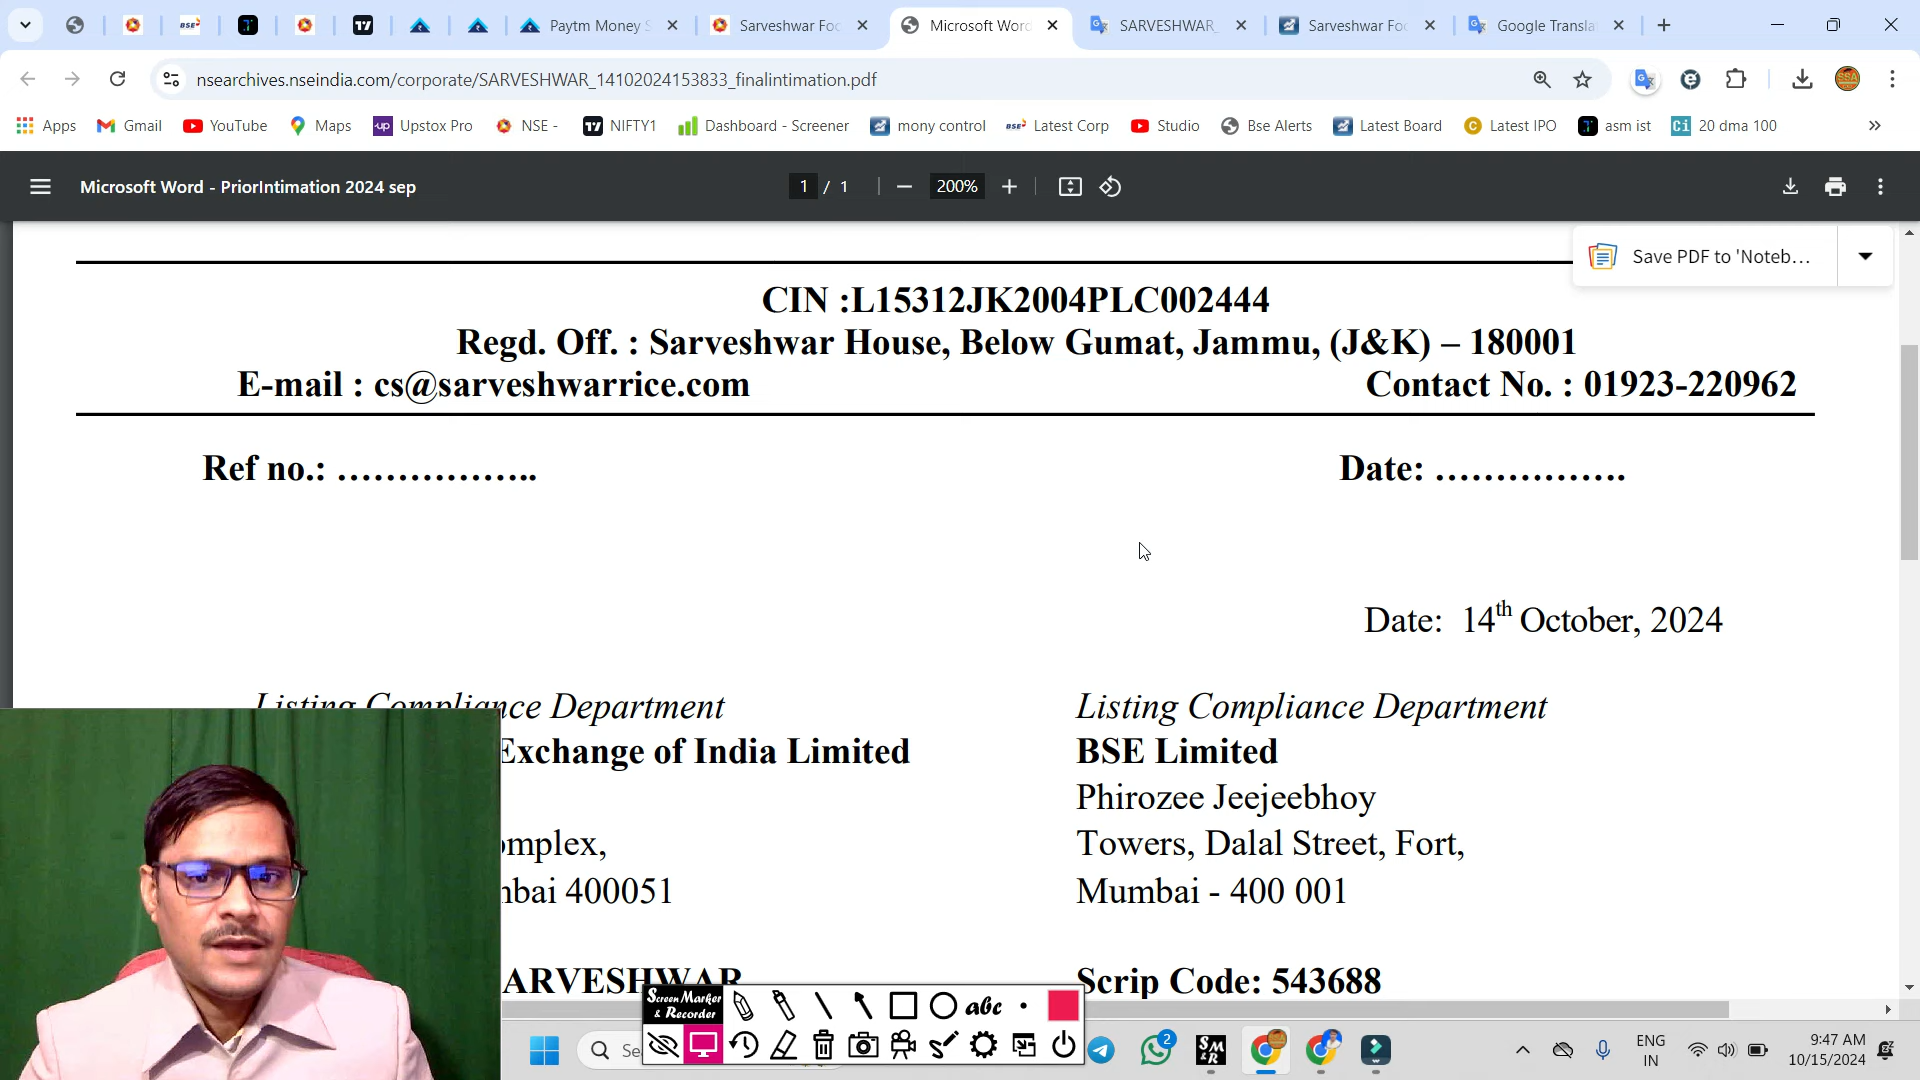 Paytm Money S
Sarveshwar Foo
Microsoft Word
SARVESHWAR_
Sarveshwar Foo
Google Transla
nsearchives.nseindia.com/corporate/SARVESHWAR_14102024153833_finalintimation.pdf
Apps
Gmail
YouTube
Maps
Upstox Pro
NSE -
NIFTY1
Dashboard - Screener
mony control
Latest Corp
Studio
Bse Alerts
Latest Board
Latest IPO
asm ist
20 dma 100
Microsoft Word - PriorIntimation 2024 sep
1 / 1
200%
Save PDF to 'Noteb...
CIN :L15312JK2004PLC002444
Regd. Off. : Sarveshwar House, Below Gumat, Jammu, (J&K) – 180001
E-mail : cs@sarveshwarrice.com
Contact No. : 01923-220962
Ref no.: ……………..
Date: …………….
Date: 14th October, 2024
Listing Compliance Department
Exchange of India Limited
omplex,
mbai 400051
ARVESHWAR
Listing Compliance Department
BSE Limited
Phirozee Jeejeebhoy
Towers, Dalal Street, Fort,
Mumbai - 400 001
Scrip Code: 543688
Screen Marker
& Recorder
abc
Se
2
SM
&R
ENG
IN
9:47 AM
10/15/2024